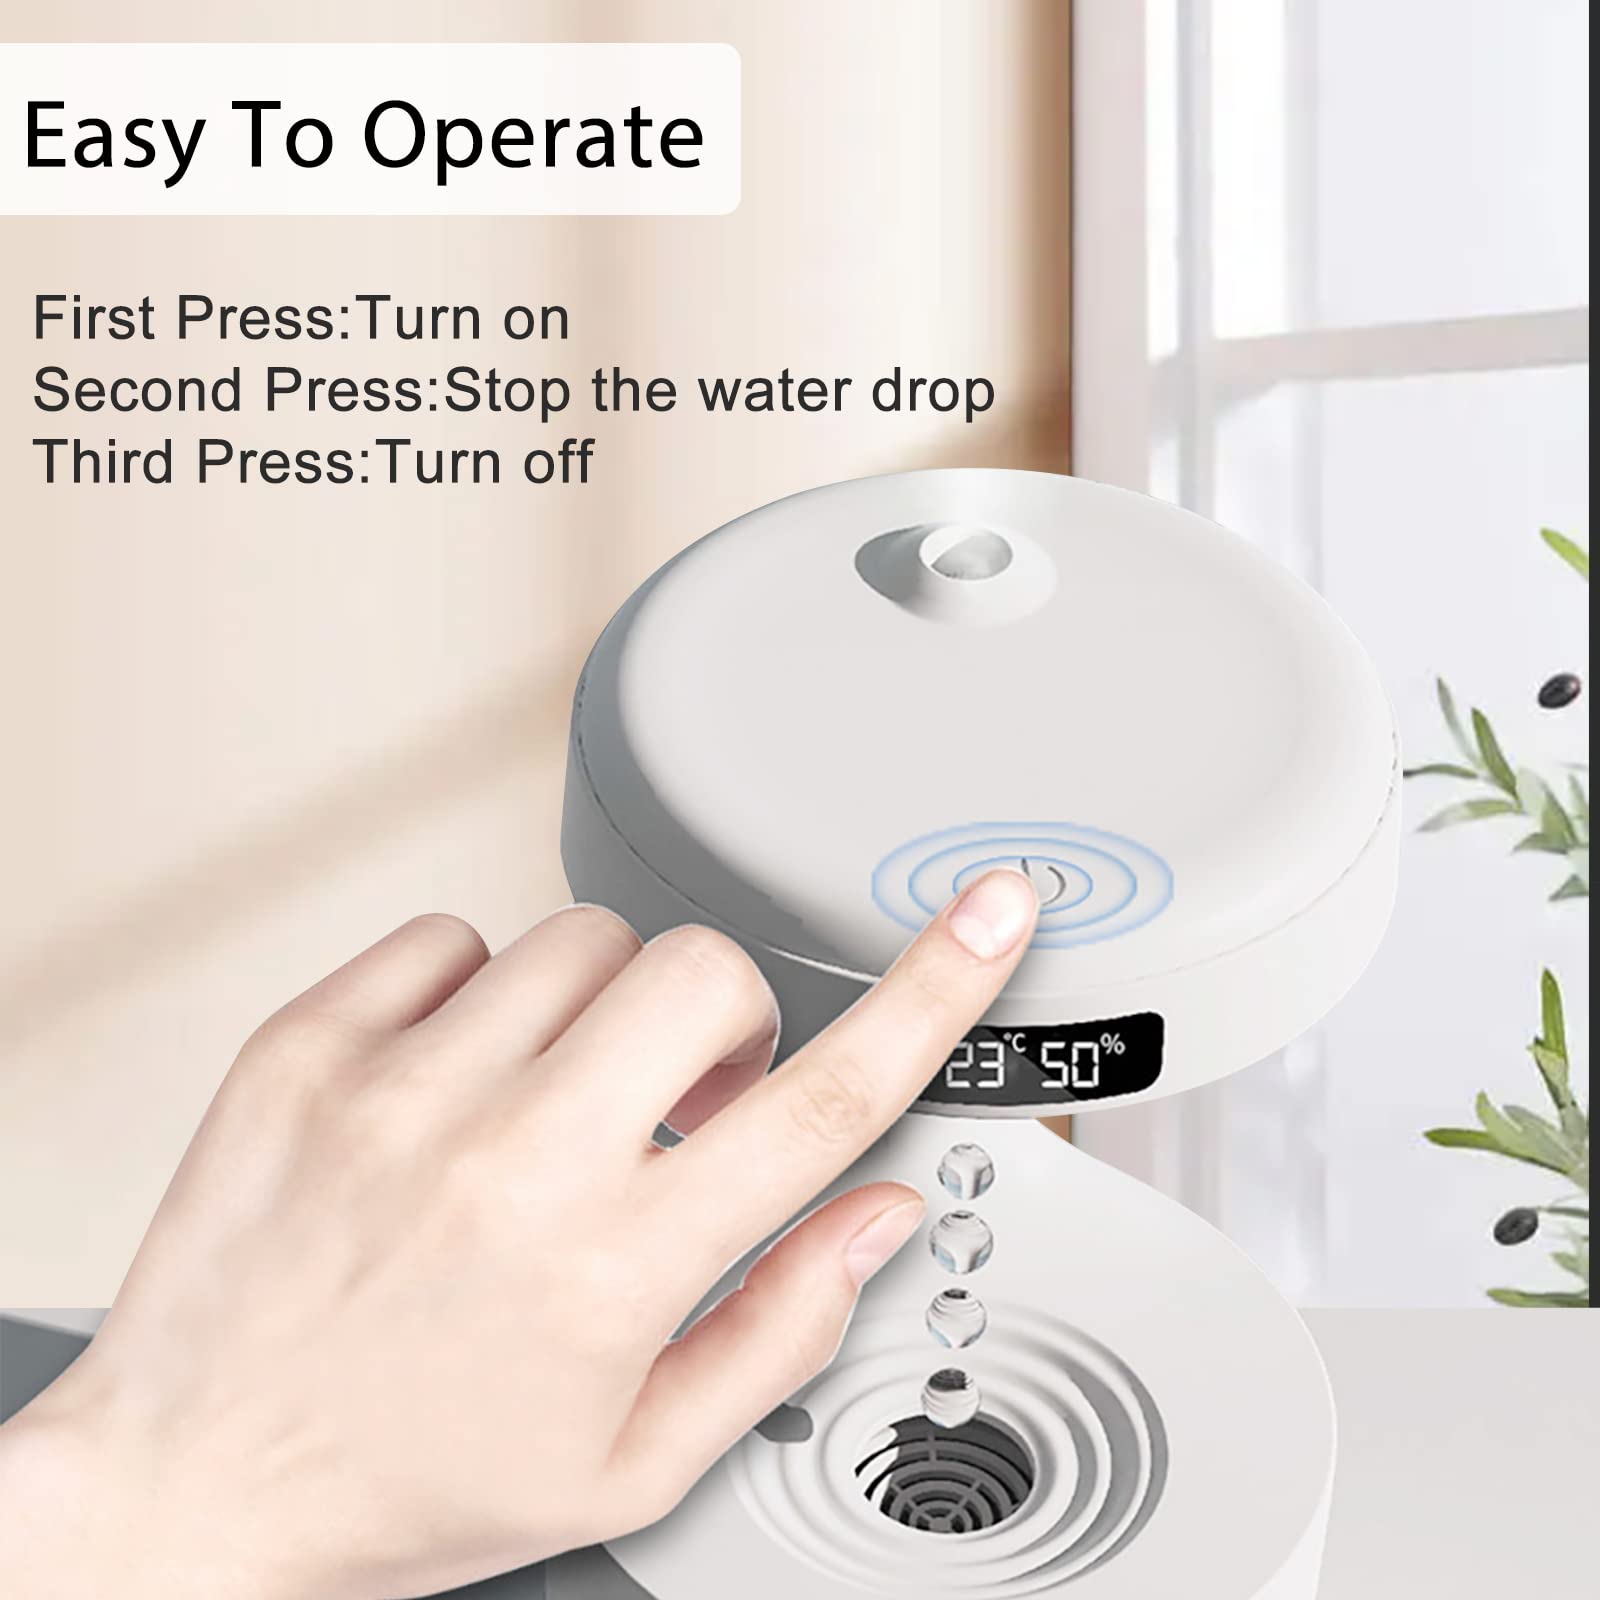 Easy To Operate
First Press:Turn on
Second Press:Stop the water drop
Third Press:Turn off
23°C 50%